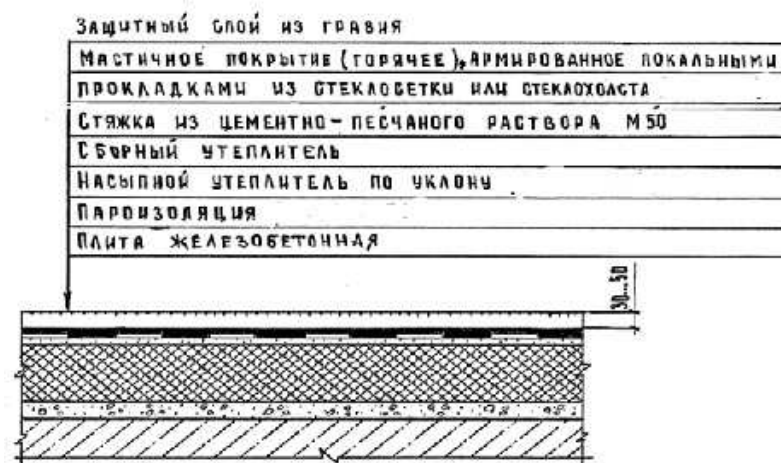 Защитный слой из гравия
Мастичное покрытие (горячее), армированное локальными
прокладками из стеклосетки или стеклохолста
Стяжка из цементно-песчаного раствора М50
Сборный утеплитель
Насыпной утеплитель по уклону
Пароизоляция
Плита железобетонная
30...50